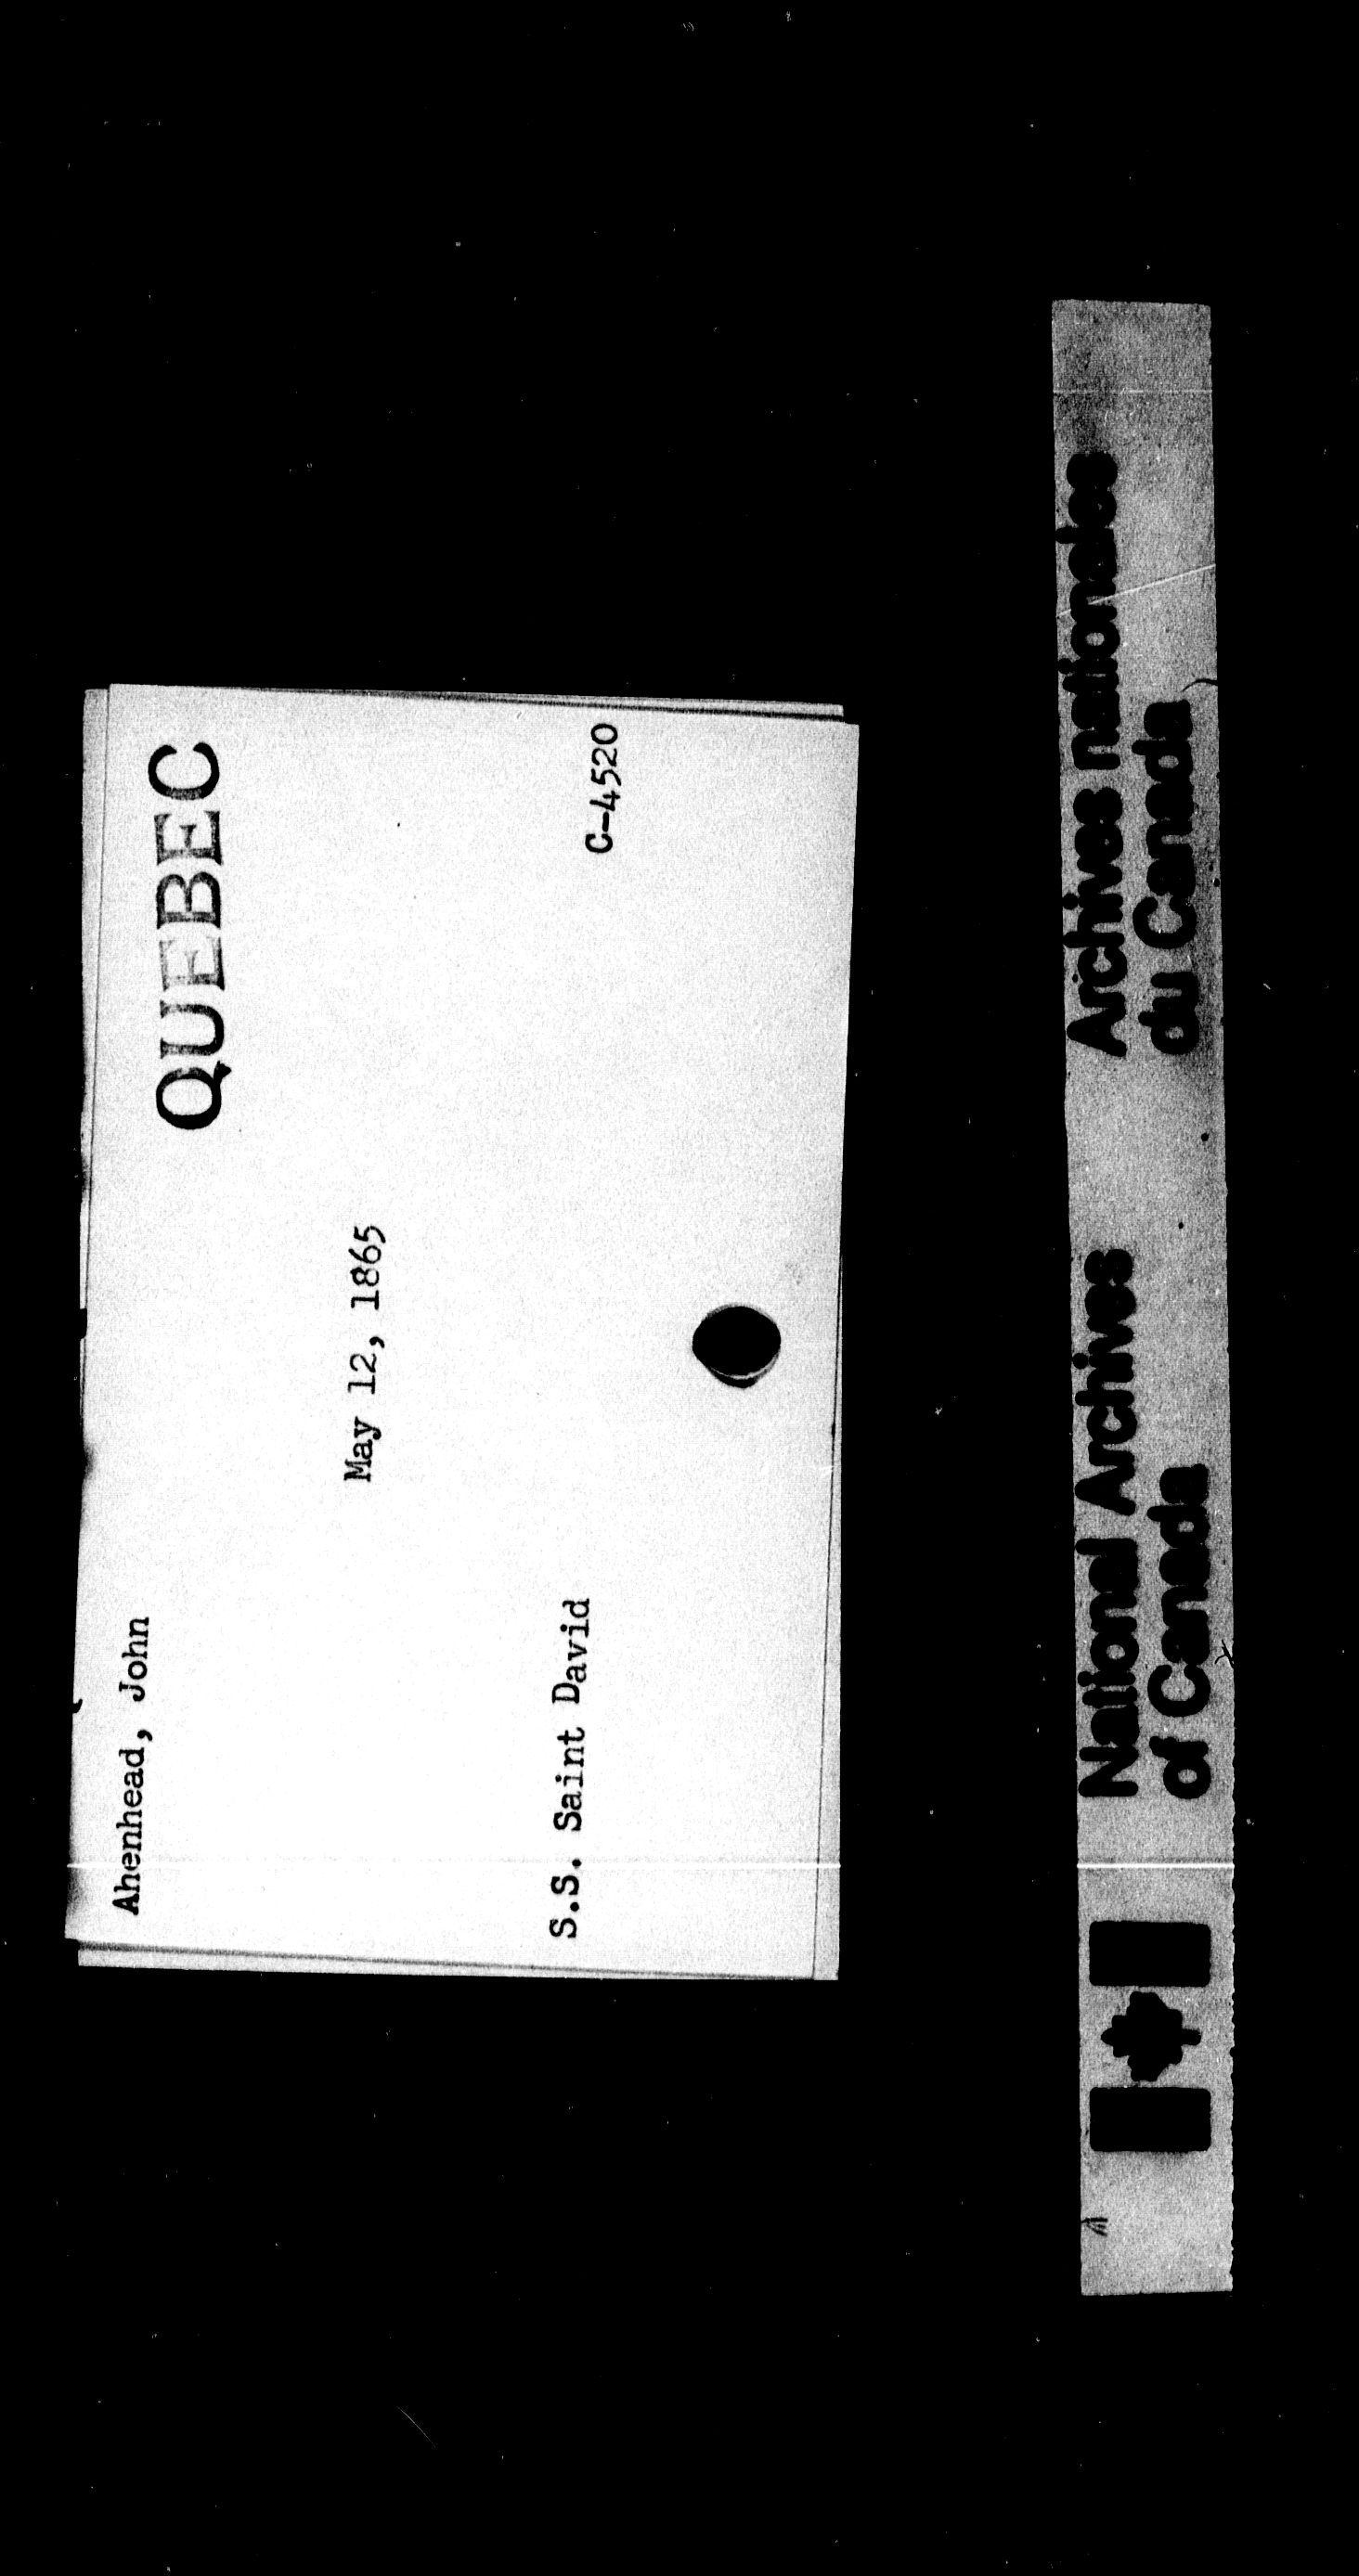 Ahenhead, John
QUEBEC
May 12, 1865
S.S. Saint David
C-4520
National Archives
of Canada
Archives nationales
du Canada